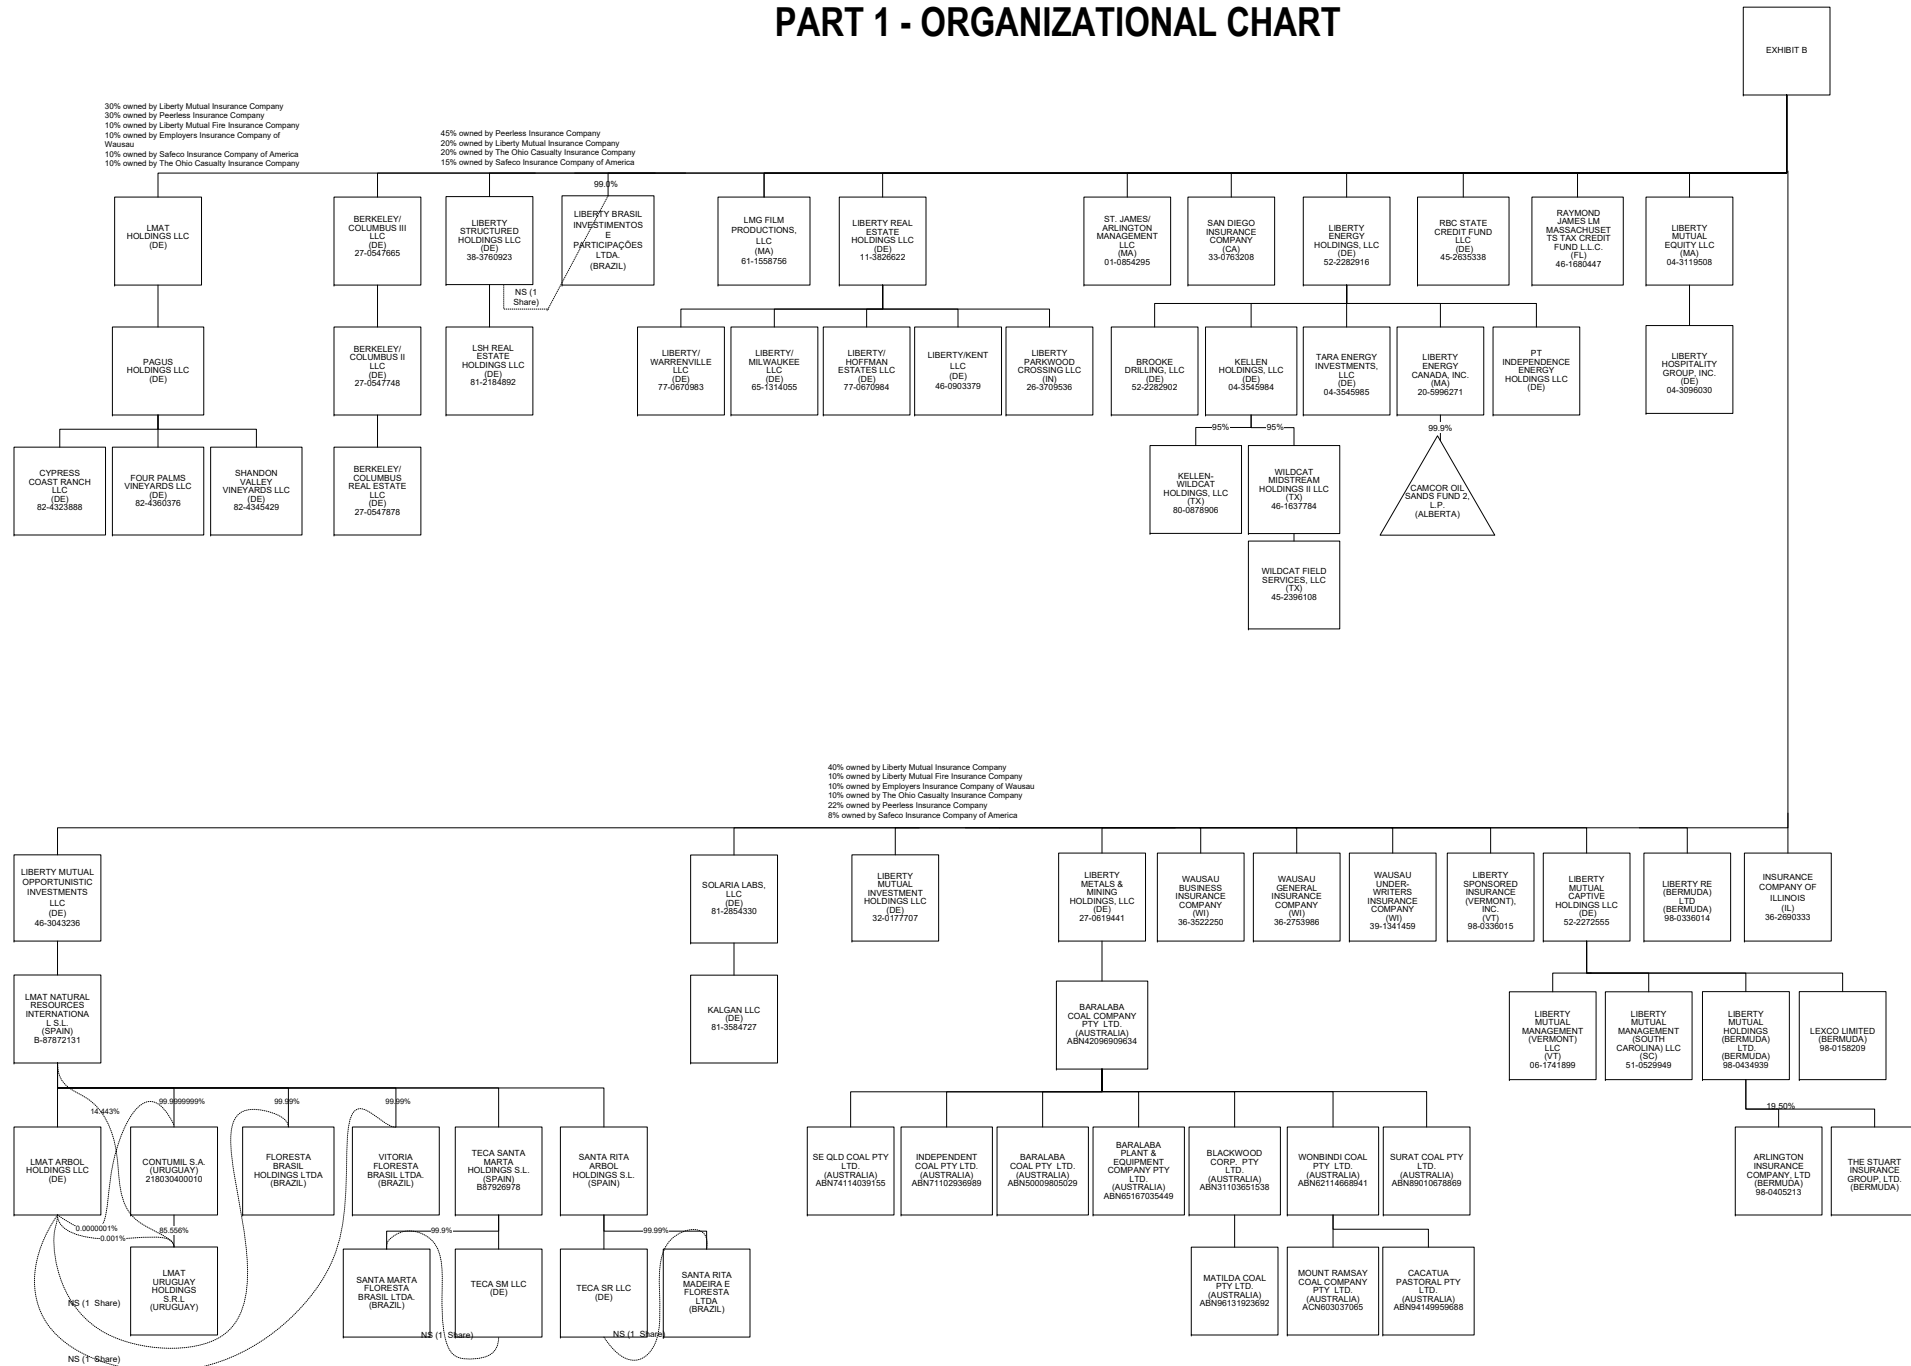 PART 1 - ORGANIZATIONAL CHART
EXHIBIT B
30% owned by Liberty Mutual Insurance Company
30% owned by Peerless Insurance Company
10% owned by Liberty Mutual Fire Insurance Company
10% owned by Employers Insurance Company of
Wausau
10% owned by Safeco Insurance Company of America
10% owned by The Ohio Casualty Insurance Company
45% owned by Peerless Insurance Company
20% owned by Liberty Mutual Insurance Company
20% owned by The Ohio Casualty Insurance Company
15% owned by Safeco Insurance Company of America
99.0%
LMAT
HOLDINGS LLC
(DE)
BERKELEY/
COLUMBUS III
LLC
(DE)
27-0547665
LIBERTY
STRUCTURED
HOLDINGS LLC
(DE)
38-3760923
LIBERTY BRASIL
INVESTIMENTOS
E
PARTICIPAÇÕES
LTDA.
(BRAZIL)
LMG FILM
PRODUCTIONS,
LLC
(MA)
61-1558756
LIBERTY REAL
ESTATE
HOLDINGS LLC
(DE)
11-3826622
ST. JAMES/
ARLINGTON
MANAGEMENT
LLC
(MA)
01-0854295
SAN DIEGO
INSURANCE
COMPANY
(CA)
33-0763208
LIBERTY
ENERGY
HOLDINGS, LLC
(DE)
52-2282916
RBC STATE
CREDIT FUND
LLC
(DE)
45-2635338
RAYMOND
JAMES LM
MASSACHUSET
TS TAX CREDIT
FUND L.L.C.
(FL)
46-1680447
LIBERTY
MUTUAL
EQUITY LLC
(MA)
04-3119508
NS (1
Share)
PAGUS
HOLDINGS LLC
(DE)
BERKELEY/
COLUMBUS II
LLC
(DE)
27-0547748
LSH REAL
ESTATE
HOLDINGS LLC
(DE)
81-2184892
LIBERTY/
WARRENVILLE
LLC
(DE)
77-0670983
LIBERTY/
MILWAUKEE
LLC
(DE)
65-1314055
LIBERTY/
HOFFMAN
ESTATES LLC
(DE)
77-0670984
LIBERTY/KENT
LLC
(DE)
46-0903379
LIBERTY
PARKWOOD
CROSSING LLC
(IN)
26-3709536
BROOKE
DRILLING, LLC
(DE)
52-2282902
KELLEN
HOLDINGS, LLC
(DE)
04-3545984
TARA ENERGY
INVESTMENTS,
LLC
(DE)
04-3545985
LIBERTY
ENERGY
CANADA, INC.
(MA)
20-5996271
PT
INDEPENDENCE
ENERGY
HOLDINGS LLC
(DE)
LIBERTY
HOSPITALITY
GROUP, INC.
(DE)
04-3096030
95%
95%
99.9%
CYPRESS
COAST RANCH
LLC
(DE)
82-4323888
FOUR PALMS
VINEYARDS LLC
(DE)
82-4360376
SHANDON
VALLEY
VINEYARDS LLC
(DE)
82-4345429
BERKELEY/
COLUMBUS
REAL ESTATE
LLC
(DE)
27-0547878
KELLEN-
WILDCAT
HOLDINGS, LLC
(TX)
80-0878906
WILDCAT
MIDSTREAM
HOLDINGS II LLC
(TX)
46-1637784
CAMCOR OIL
SANDS FUND 2,
L.P.
(ALBERTA)
WILDCAT FIELD
SERVICES, LLC
(TX)
45-2396108
40% owned by Liberty Mutual Insurance Company
10% owned by Liberty Mutual Fire Insurance Company
10% owned by Employers Insurance Company of Wausau
10% owned by The Ohio Casualty Insurance Company
22% owned by Peerless Insurance Company
8% owned by Safeco Insurance Company of America
LIBERTY MUTUAL
OPPORTUNISTIC
INVESTMENTS
LLC
(DE)
46-3043236
SOLARIA LABS,
LLC
(DE)
81-2854330
LIBERTY
MUTUAL
INVESTMENT
HOLDINGS LLC
(DE)
32-0177707
LIBERTY
METALS &
MINING
HOLDINGS, LLC
(DE)
27-0619441
WAUSAU
BUSINESS
INSURANCE
COMPANY
(WI)
36-3522250
WAUSAU
GENERAL
INSURANCE
COMPANY
(WI)
36-2753986
WAUSAU
UNDER-
WRITERS
INSURANCE
COMPANY
(WI)
39-1341459
LIBERTY
SPONSORED
INSURANCE
(VERMONT),
INC.
(VT)
98-0336015
LIBERTY
MUTUAL
CAPTIVE
HOLDINGS LLC
(DE)
52-2272555
LIBERTY RE
(BERMUDA)
LTD
(BERMUDA)
98-0336014
INSURANCE
COMPANY OF
ILLINOIS
(IL)
36-2690333
LMAT NATURAL
RESOURCES
INTERNATIONA
L S.L.
(SPAIN)
B-87872131
KALGAN LLC
(DE)
81-3584727
BARALABA
COAL COMPANY
PTY LTD.
(AUSTRALIA)
ABN42096909634
LIBERTY
MUTUAL
MANAGEMENT
(VERMONT)
LLC
(VT)
06-1741899
LIBERTY
MUTUAL
MANAGEMENT
(SOUTH
CAROLINA) LLC
(SC)
51-0529949
LIBERTY
MUTUAL
HOLDINGS
(BERMUDA)
LTD.
(BERMUDA)
98-0434939
LEXCO LIMITED
(BERMUDA)
98-0158209
14.443%
99.9999999%
99.99%
99.99%
19.50%
LMAT ARBOL
HOLDINGS LLC
(DE)
CONTUMIL S.A.
(URUGUAY)
218030400010
FLORESTA
BRASIL
HOLDINGS LTDA
(BRAZIL)
VITORIA
FLORESTA
BRASIL LTDA.
(BRAZIL)
TECA SANTA
MARTA
HOLDINGS S.L.
(SPAIN)
B87926978
SANTA RITA
ARBOL
HOLDINGS S.L.
(SPAIN)
SE QLD COAL PTY
LTD.
(AUSTRALIA)
ABN74114039155
INDEPENDENT
COAL PTY LTD.
(AUSTRALIA)
ABN71102936989
BARALABA
COAL PTY LTD.
(AUSTRALIA)
ABN50009805029
BARALABA
PLANT &
EQUIPMENT
COMPANY PTY
LTD.
(AUSTRALIA)
ABN65167035449
BLACKWOOD
CORP. PTY
LTD.
(AUSTRALIA)
ABN31103651538
WONBINDI COAL
PTY LTD.
(AUSTRALIA)
ABN62114668941
SURAT COAL PTY
LTD.
(AUSTRALIA)
ABN89010678869
ARLINGTON
INSURANCE
COMPANY, LTD
(BERMUDA)
98-0405213
THE STUART
INSURANCE
GROUP, LTD.
(BERMUDA)
0.0000001%
0.001%
85.556%
99.9%
99.99%
LMAT
URUGUAY
HOLDINGS
S.R.L
(URUGUAY)
SANTA MARTA
FLORESTA
BRASIL LTDA.
(BRAZIL)
TECA SM LLC
(DE)
TECA SR LLC
(DE)
SANTA RITA
MADEIRA E
FLORESTA
LTDA
(BRAZIL)
MATILDA COAL
PTY LTD.
(AUSTRALIA)
ABN96131923692
MOUNT RAMSAY
COAL COMPANY
PTY LTD.
(AUSTRALIA)
ACN603037065
CACATUA
PASTORAL PTY
LTD.
(AUSTRALIA)
ABN94149959688
NS (1 Share)
NS (1 Share)
NS (1 Share)
NS (1 Share)